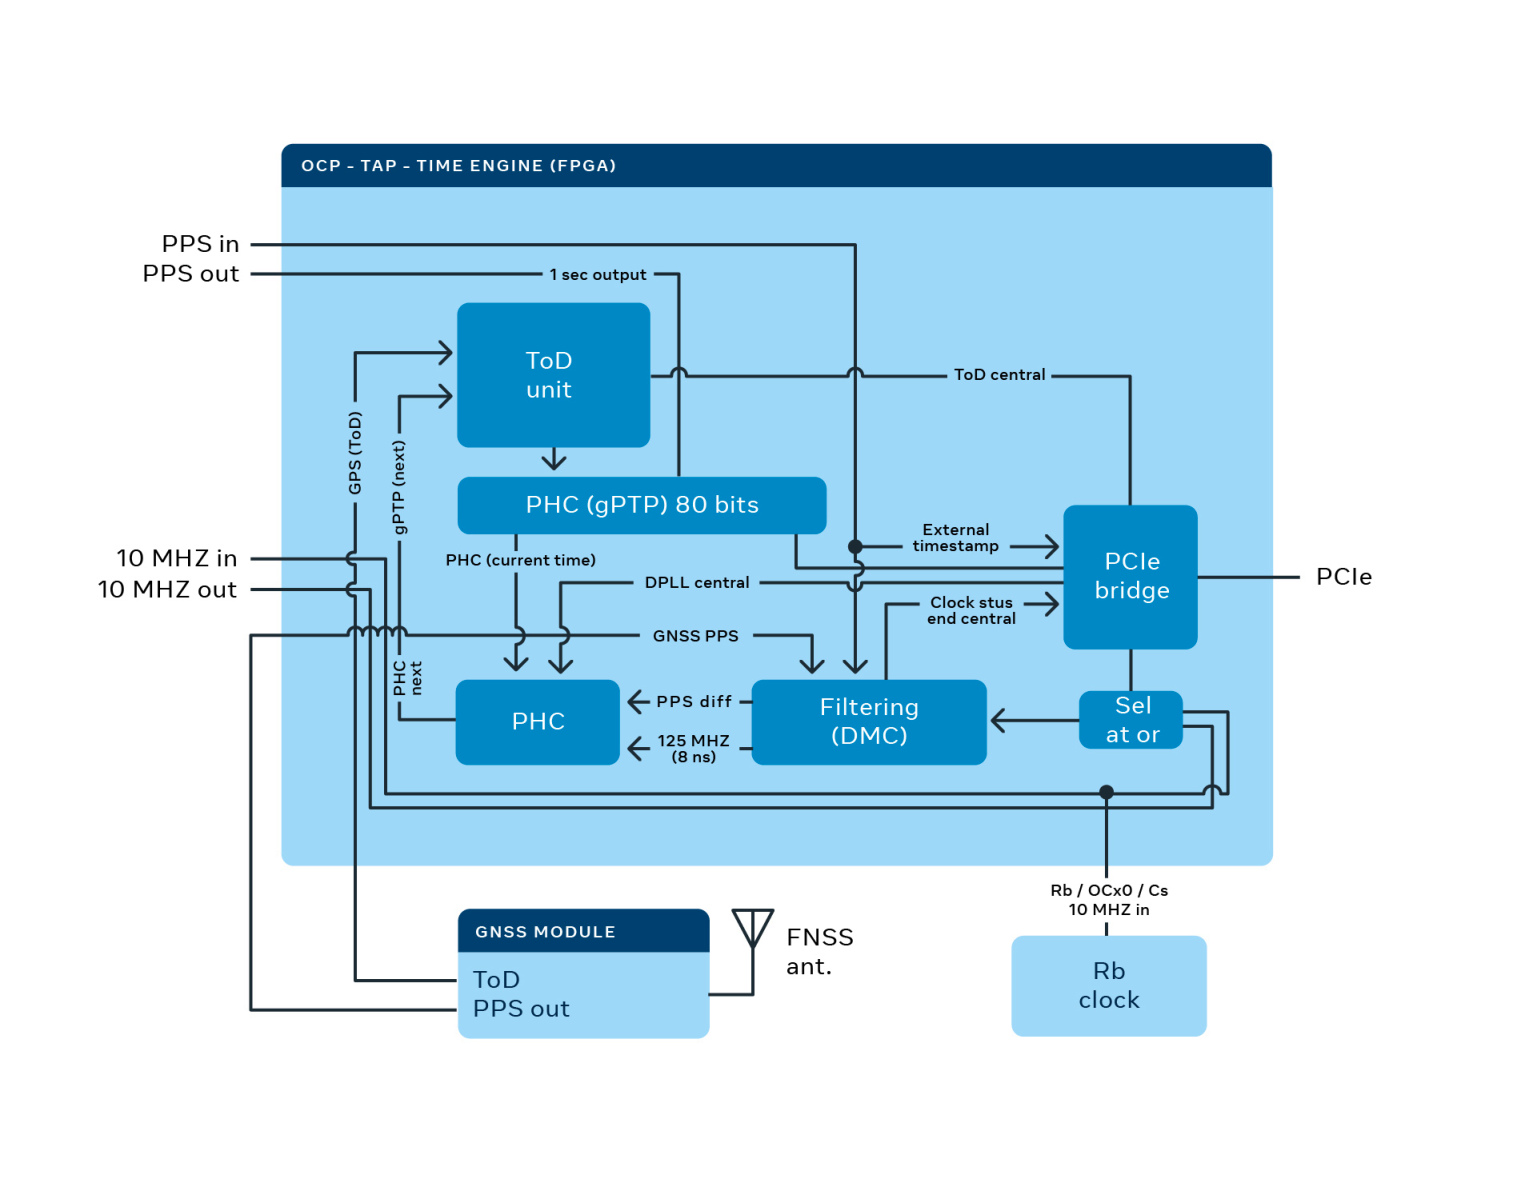 OCP - TAP - TIME ENGINE (FPGA)
PPS in
PPS out
1 sec output
ToD
unit
ToD central
GPS (ToD)
gPTP (next)
PHC (gPTP) 80 bits
External
timestamp
PHC (current time)
10 MHZ in
10 MHZ out
DPLL central
PCIe
bridge
PCIe
Clock stus
end central
GNSS PPS
PHC
next
PHC
PPS diff
125 MHZ
(8 ns)
Filtering
(DMC)
Sel
at or
Rb / OCx0 / Cs
10 MHZ in
GNSS MODULE
ToD
PPS out
FNSS
ant.
Rb
clock